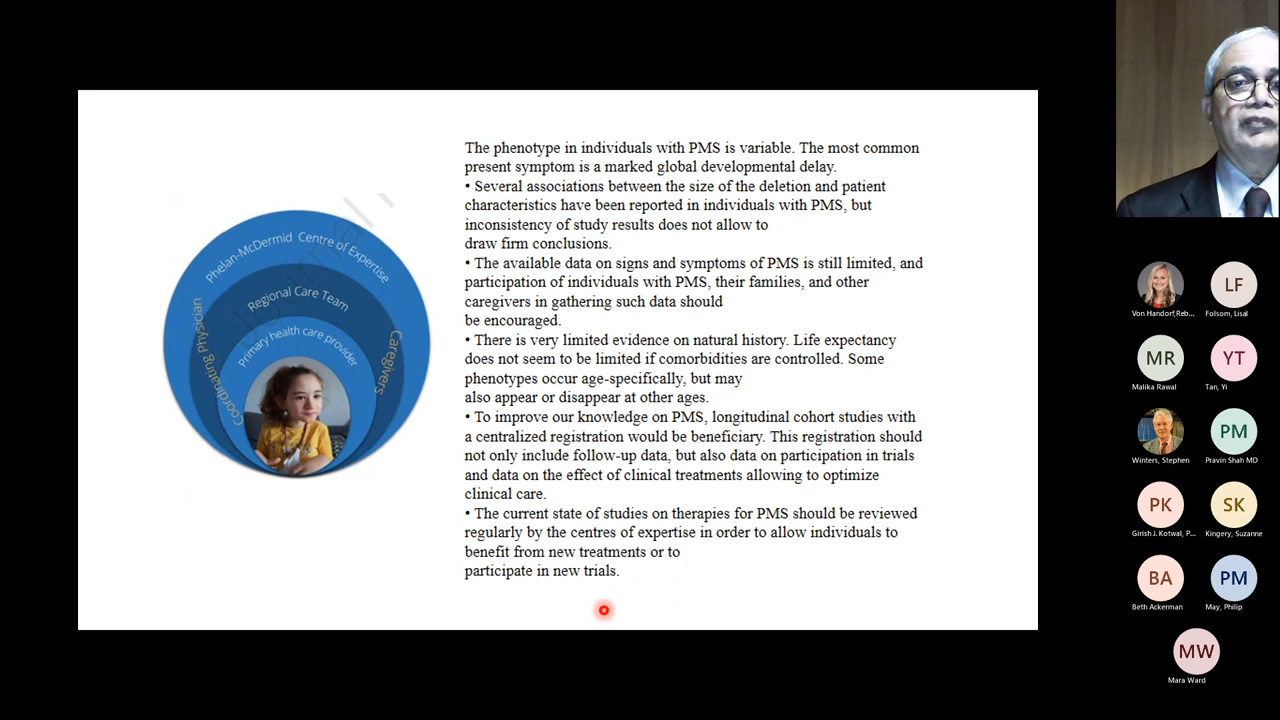 The phenotype in individuals with PMS is variable. The most common
present symptom is a marked global developmental delay.
• Several associations between the size of the deletion and patient
characteristics have been reported in individuals with PMS, but
inconsistency of study results does not allow to
draw firm conclusions.
• The available data on signs and symptoms of PMS is still limited, and
participation of individuals with PMS, their families, and other
caregivers in gathering such data should
be encouraged.
• There is very limited evidence on natural history. Life expectancy
does not seem to be limited if comorbidities are controlled. Some
phenotypes occur age-specifically, but may
also appear or disappear at other ages.
• To improve our knowledge on PMS, longitudinal cohort studies with
a centralized registration would be beneficiary. This registration should
not only include follow-up data, but also data on participation in trials
and data on the effect of clinical treatments allowing to optimize
clinical care.
• The current state of studies on therapies for PMS should be reviewed
regularly by the centres of expertise in order to allow individuals to
benefit from new treatments or to
participate in new trials.
Phelan-McDermid Centre of Expertise
Regional Care Team
Primary health care provider
Coordinating Physician
Caregivers
Von Handorf,Reb...
LF
Folsom, Lisal
MR
Malika Rawal
YT
Tan, Yi
Winters, Stephen
PM
Pravin Shah MD
PK
Girish J. Kotwal, P...
SK
Kingery, Suzanne
BA
Beth Ackerman
PM
May, Philip
MW
Mara Ward